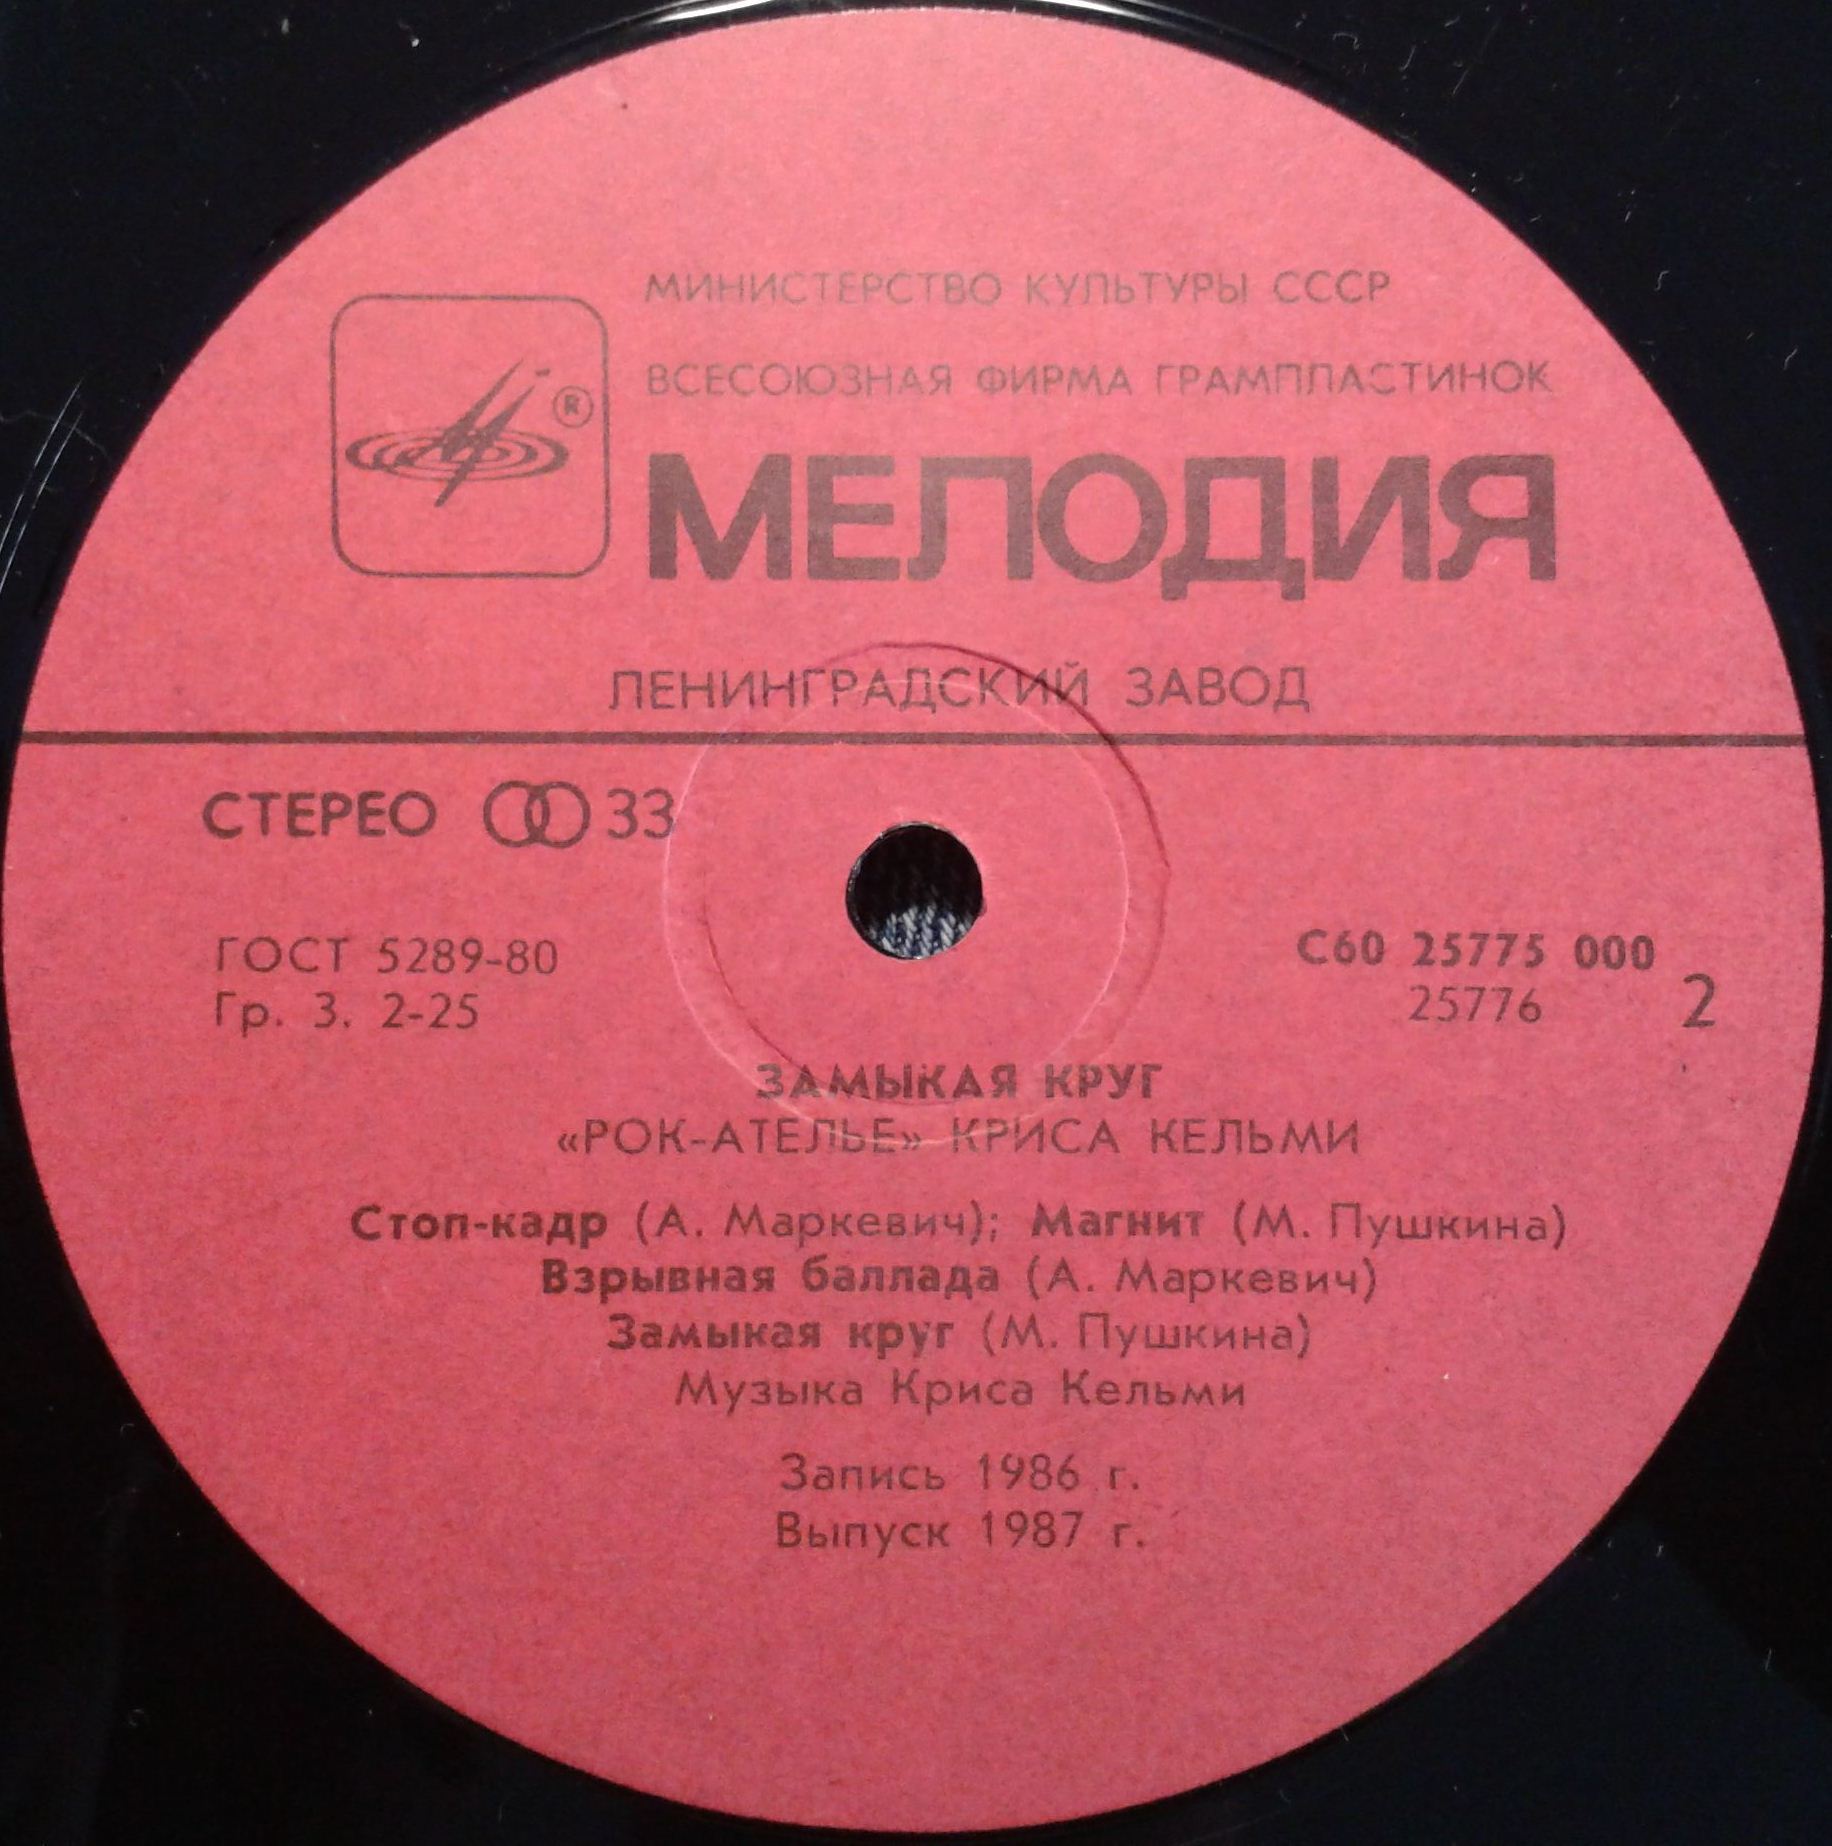 МИНИСТЕРСТВО КУЛЬТУРЫ СССР
ВСЕСОЮЗНАЯ ФИРМА ГРАМПЛАСТИНОК
®
МЕЛОДИЯ
ЛЕНИНГРАДСКИЙ ЗАВОД
СТЕРЕО 33
ГОСТ 5289-80
Гр. 3. 2-25
С60 25775 000
25776
2
ЗАМЫКАЯ КРУГ
«РОК-АТЕЛЬЕ» КРИСА КЕЛЬМИ
Стоп-кадр (А. Маркевич); Магнит (М. Пушкина)
Взрывная баллада (А. Маркевич)
Замыкая круг (М. Пушкина)
Музыка Криса Кельми
Запись 1986 г.
Выпуск 1987 г.